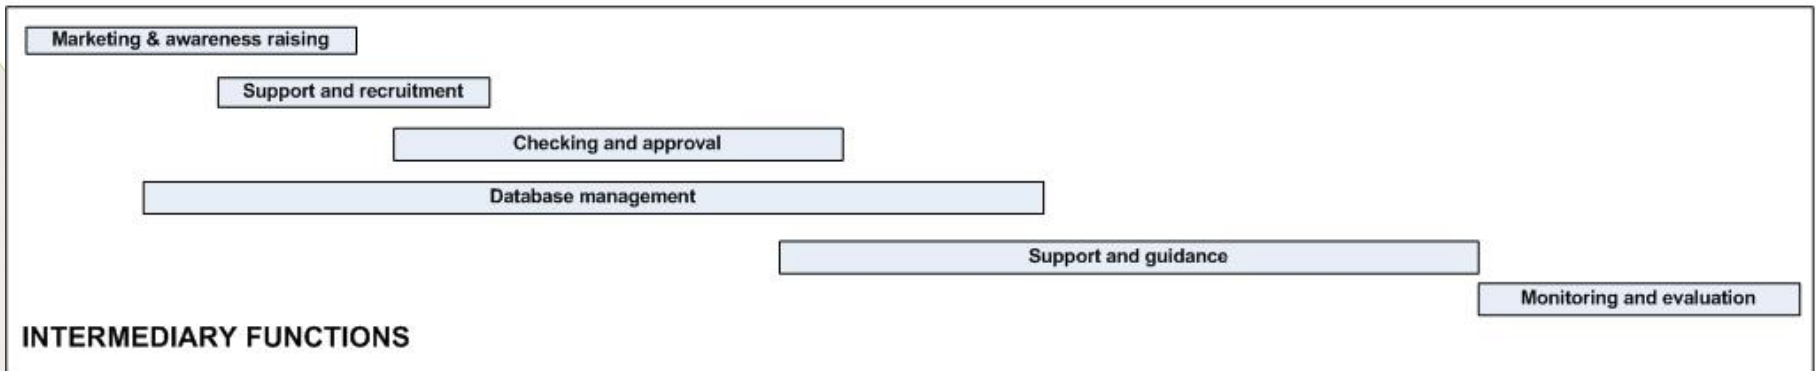 Marketing & awareness raising
Support and recruitment
Checking and approval
Database management
Support and guidance
Monitoring and evaluation
INTERMEDIARY FUNCTIONS